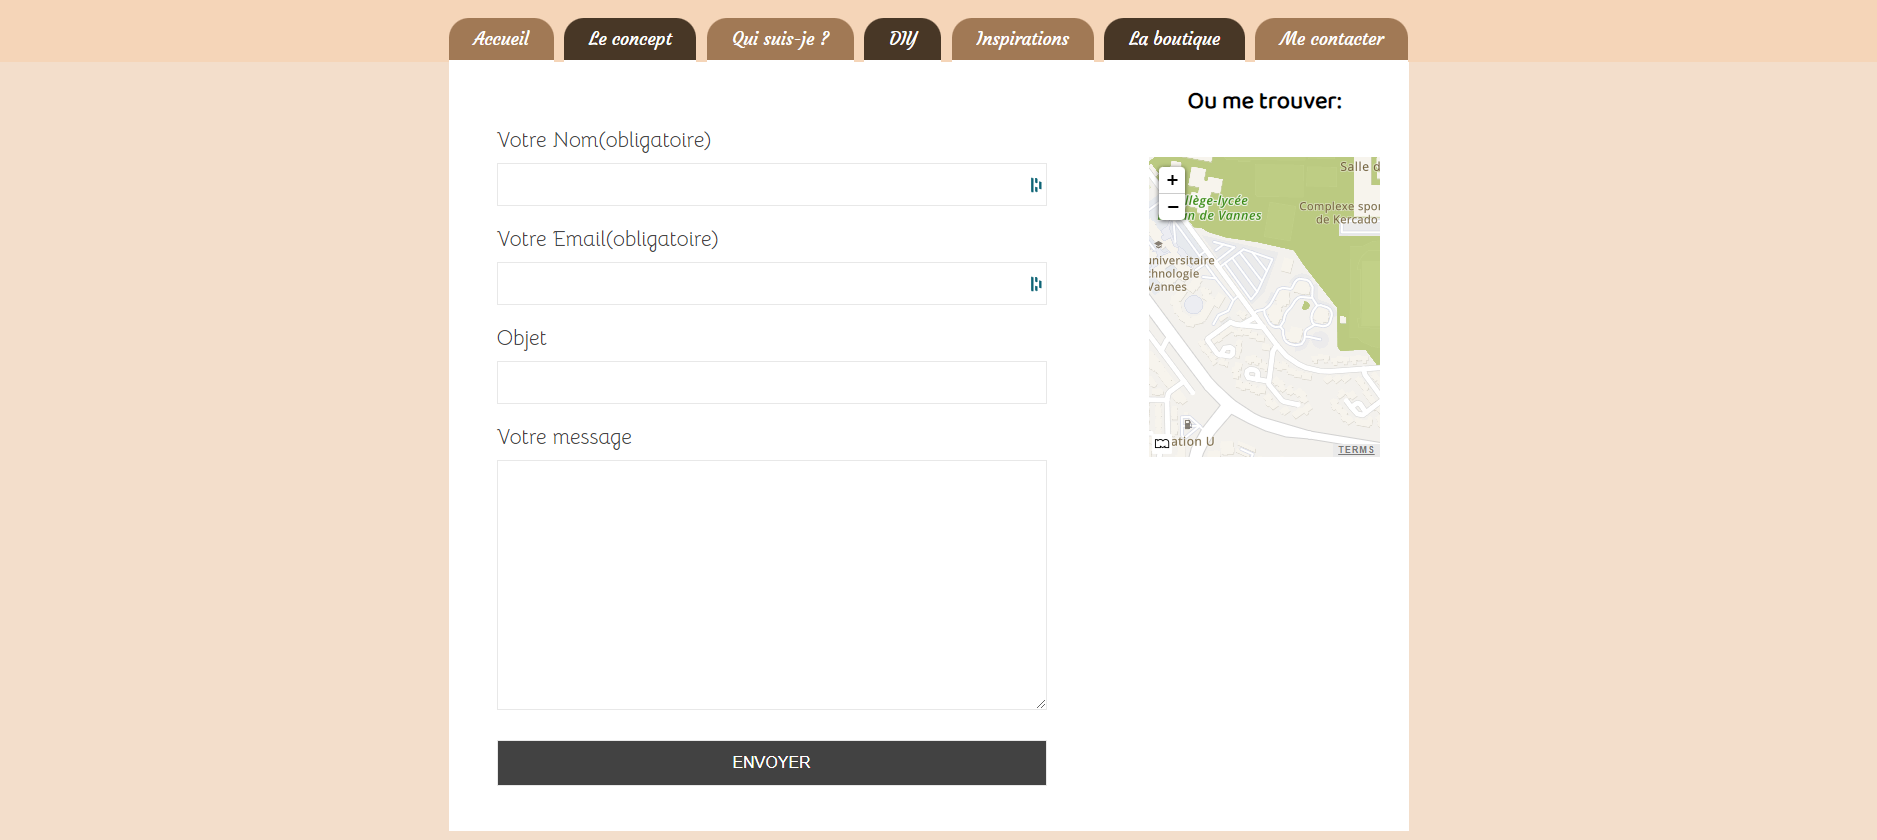 Accueil
Le concept
Qui suis-je ?
DIY
Inspirations
La boutique
Me contacter
Ou me trouver:
Votre Nom(obligatoire)
Votre Email(obligatoire)
Objet
Votre message
ENVOYER
+
−
Salle d
llège-lycée
n de Vannes
Complexe spor
de Kercado
universitaire
chnologie
Vannes
ation U
TERMS